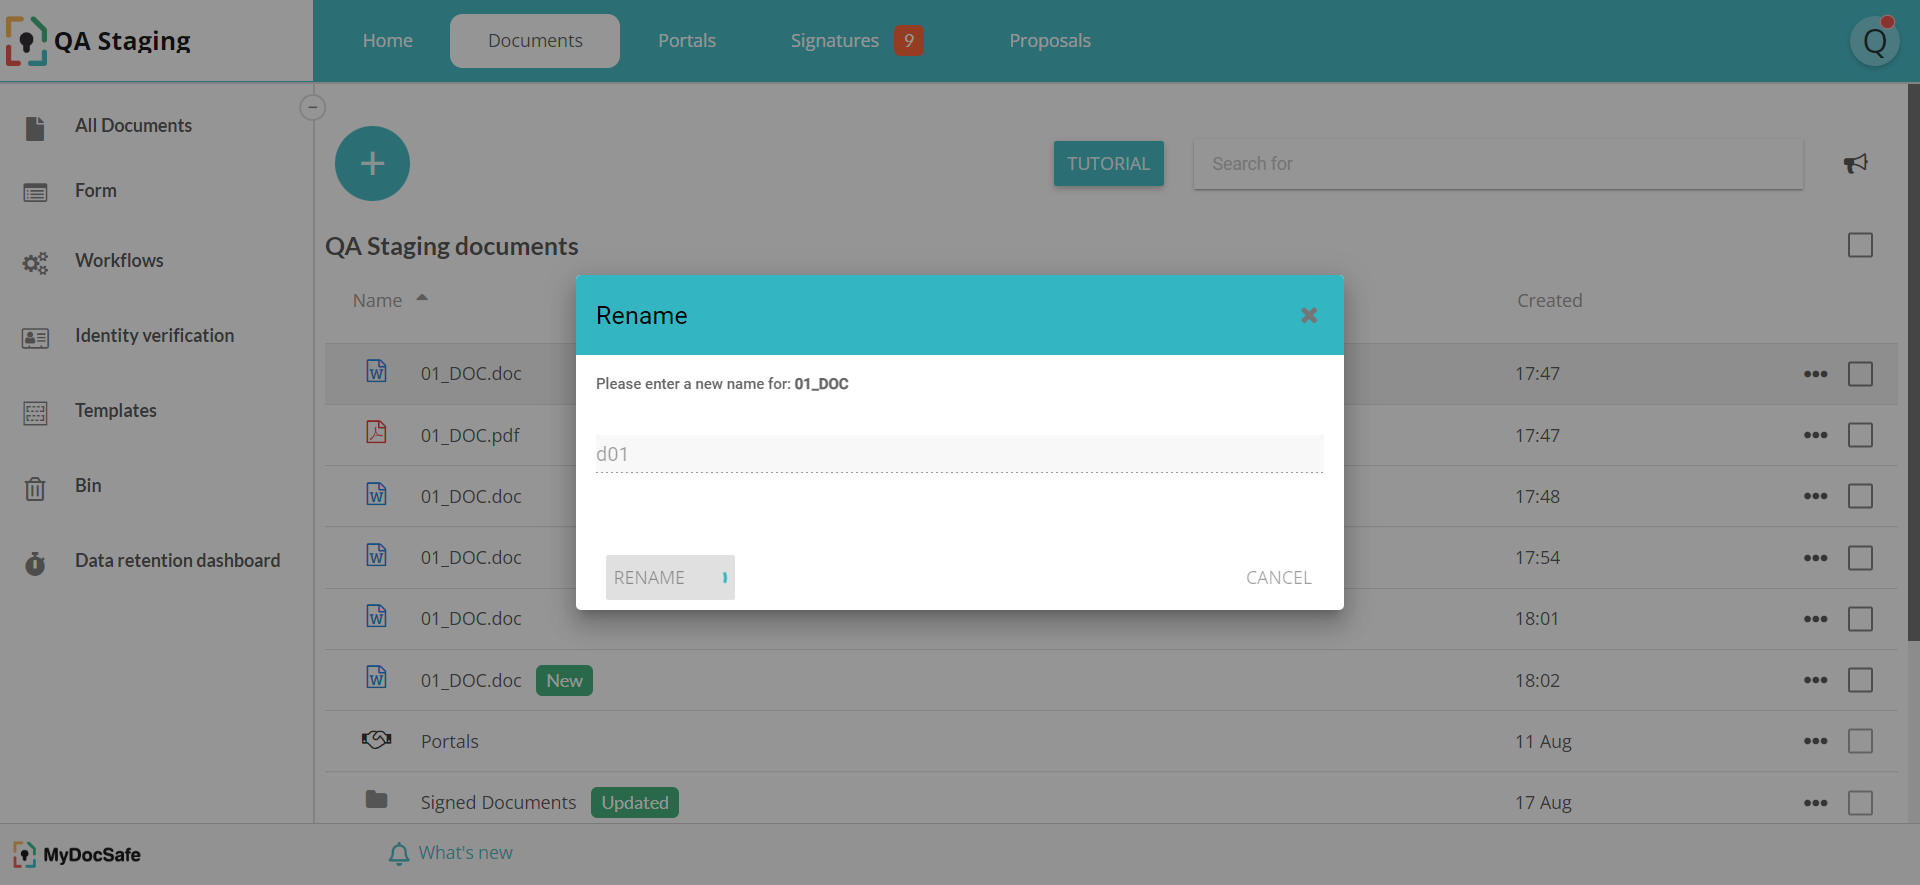 QA Staging
Home
Documents
Portals
Signatures 9
Proposals
Q
All Documents
Form
Workflows
Identity verification
Templates
Bin
Data retention dashboard
TUTORIAL
Search for
QA Staging documents
Name
Created
01_DOC.doc 17:47
01_DOC.pdf 17:47
01_DOC.doc 17:48
01_DOC.doc 17:54
01_DOC.doc 18:01
01_DOC.doc New 18:02
Portals 11 Aug
Signed Documents Updated 17 Aug
Rename
Please enter a new name for: 01_DOC
d01
RENAME
CANCEL
MyDocSafe
What's new